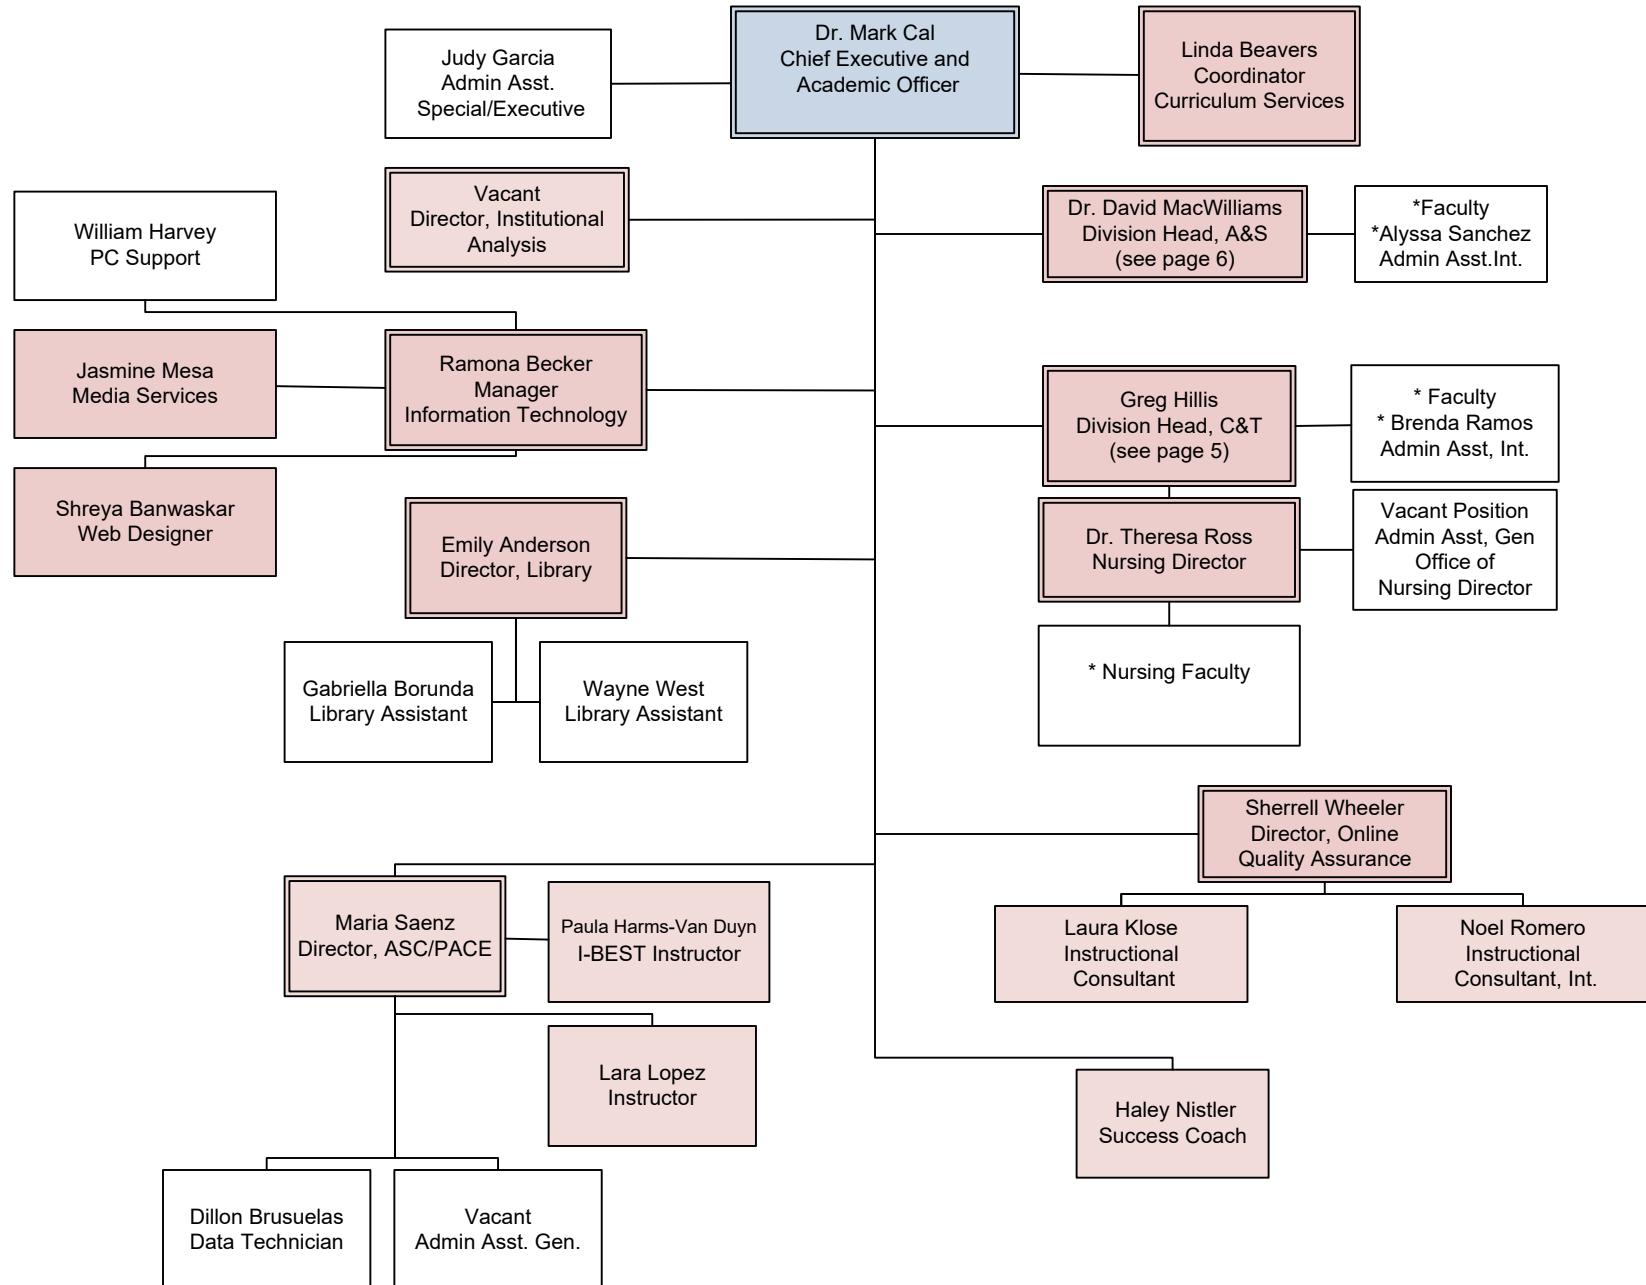 Dr. Mark Cal
Chief Executive and
Academic Officer
Judy Garcia
Admin Asst.
Special/Executive
Linda Beavers
Coordinator
Curriculum Services
Vacant
Director, Institutional
Analysis
Dr. David MacWilliams
Division Head, A&S
(see page 6)
*Faculty
*Alyssa Sanchez
Admin Asst.Int.
William Harvey
PC Support
Jasmine Mesa
Media Services
Ramona Becker
Manager
Information Technology
Shreya Banwaskar
Web Designer
Greg Hillis
Division Head, C&T
(see page 5)
* Faculty
* Brenda Ramos
Admin Asst, Int.
Emily Anderson
Director, Library
Dr. Theresa Ross
Nursing Director
Vacant Position
Admin Asst, Gen
Office of
Nursing Director
Gabriella Borunda
Library Assistant
Wayne West
Library Assistant
* Nursing Faculty
Sherrell Wheeler
Director, Online
Quality Assurance
Maria Saenz
Director, ASC/PACE
Paula Harms-Van Duyn
I-BEST Instructor
Laura Klose
Instructional
Consultant
Noel Romero
Instructional
Consultant, Int.
Lara Lopez
Instructor
Haley Nistler
Success Coach
Dillon Brusuelas
Data Technician
Vacant
Admin Asst. Gen.